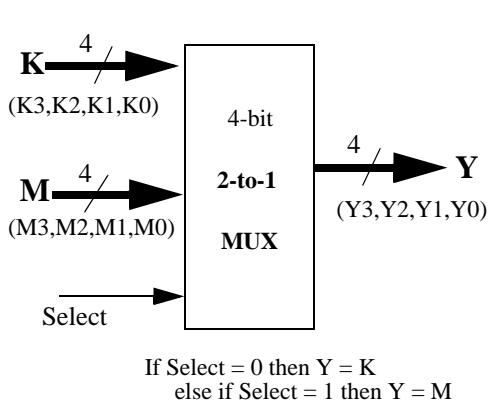 4
K
(K3,K2,K1,K0)
4
M
(M3,M2,M1,M0)
Select
4-bit
2-to-1
MUX
4
Y
(Y3,Y2,Y1,Y0)
If Select = 0 then Y = K
else if Select = 1 then Y = M